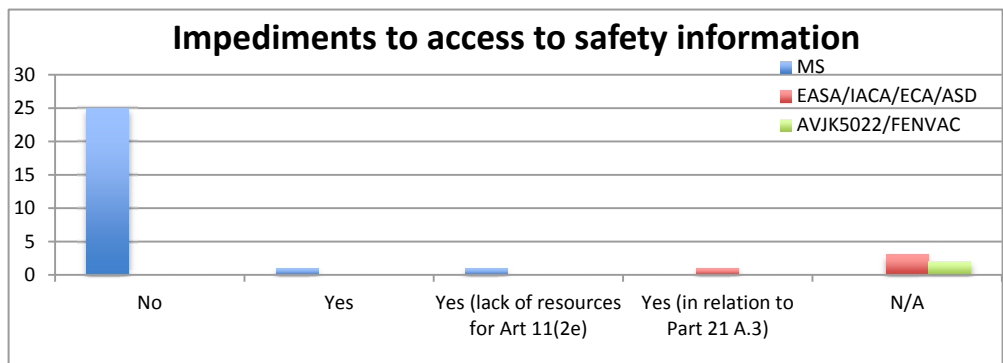 Impediments to access to safety information
MS
EASA/IACA/ECA/ASD
AVJK5022/FENVAC
30
25
20
15
10
5
0
No
Yes
Yes (lack of resources
for Art 11(2e)
Yes (in relation to
Part 21 A.3)
N/A